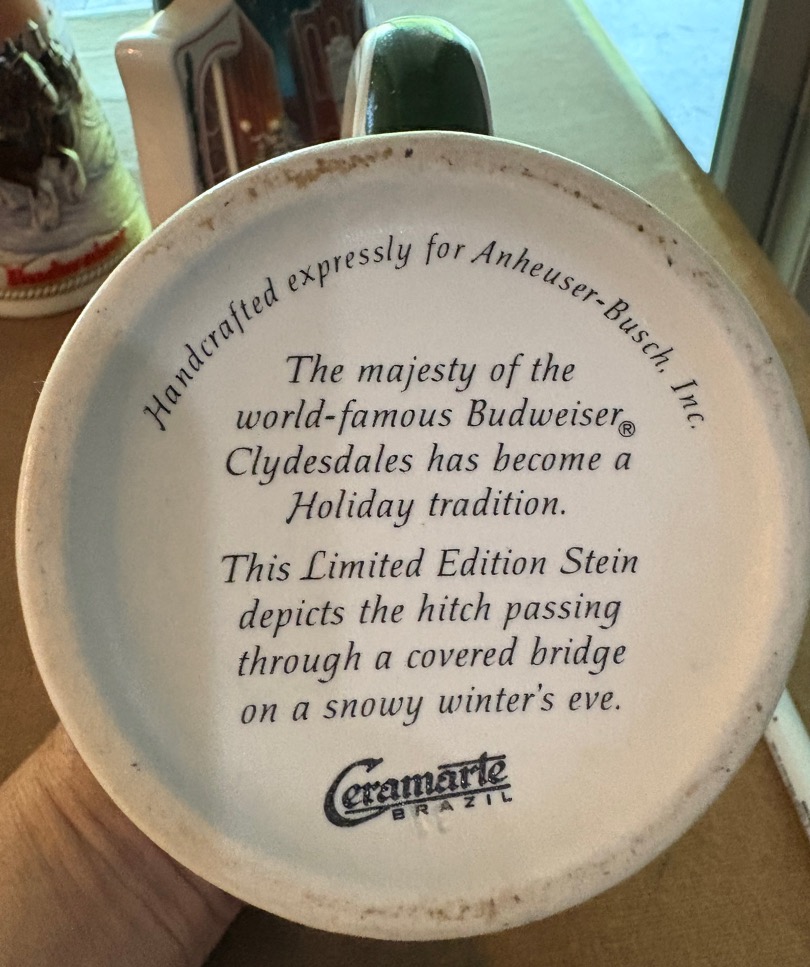 Handcrafted expressly for Anheuser-Busch, Inc.
The majesty of the
world-famous Budweiser®
Clydesdales has become a
Holiday tradition.
This Limited Edition Stein
depicts the hitch passing
through a covered bridge
on a snowy winter's eve.
Ceramarte
BRAZIL
Budweiser